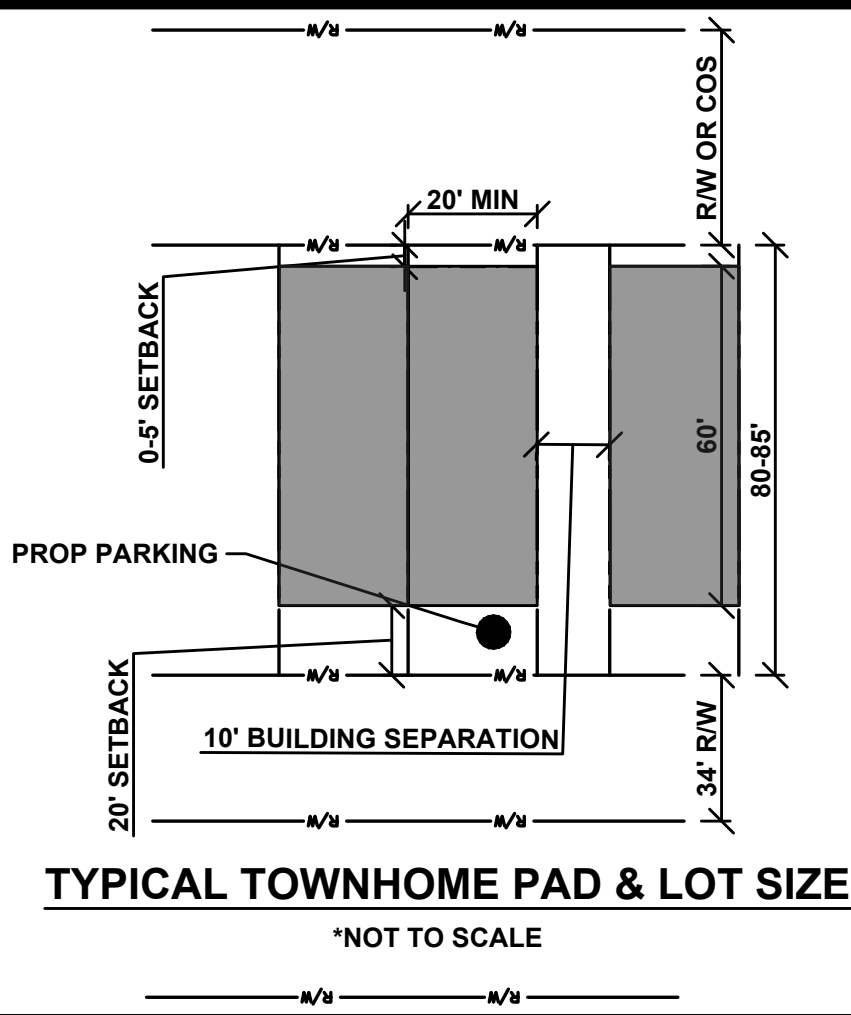 R/W R/W
R/W OR COS
20' MIN
R/W R/W
0-5' SETBACK
60'
80-85'
PROP PARKING
R/W R/W
20' SETBACK
10' BUILDING SEPARATION
34' R/W
R/W R/W
TYPICAL TOWNHOME PAD & LOT SIZE
*NOT TO SCALE
R/W R/W